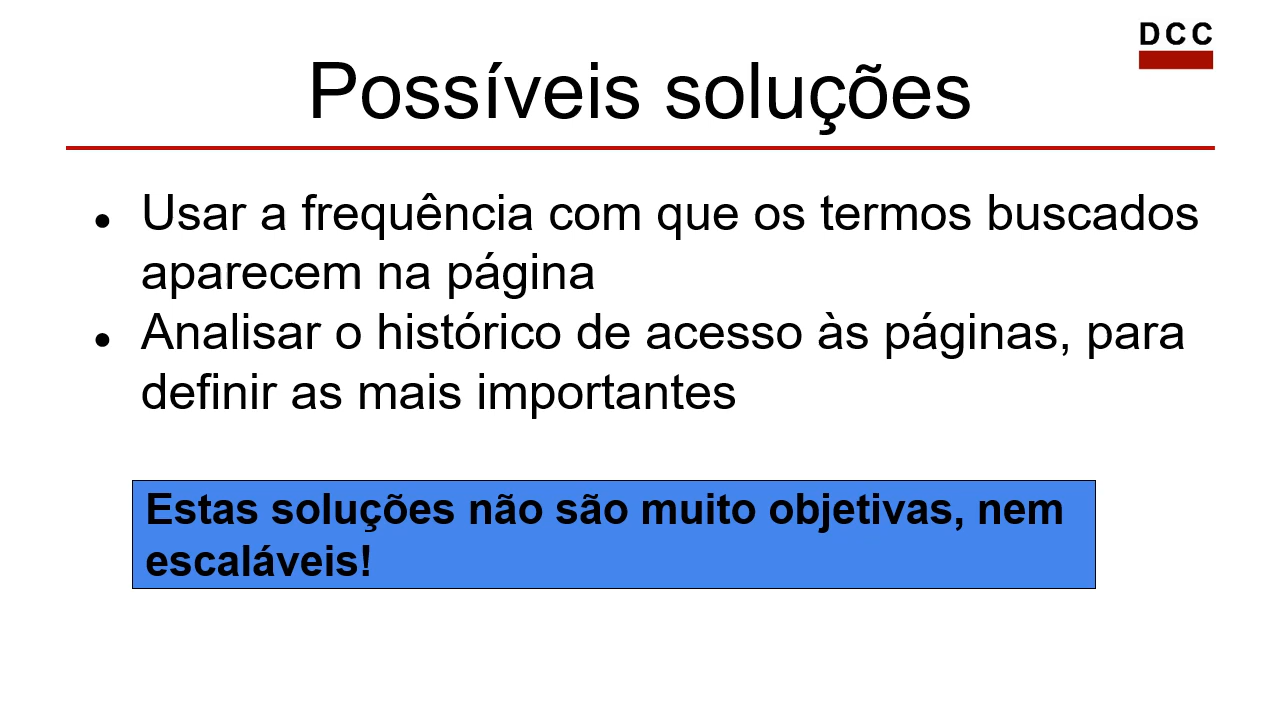 DCC
Possíveis soluções
● Usar a frequência com que os termos buscados
aparecem na página
● Analisar o histórico de acesso às páginas, para
definir as mais importantes
Estas soluções não são muito objetivas, nem
escaláveis!